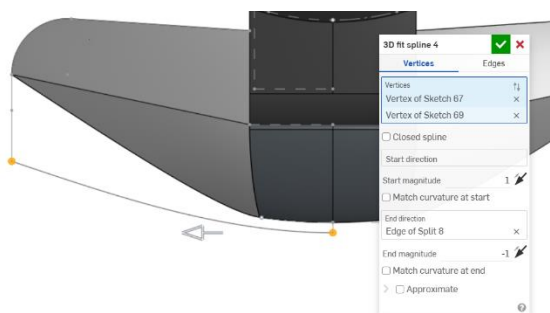 3D fit spline 4
Vertices Edges
Vertices
Vertex of Sketch 67
Vertex of Sketch 69
Closed spline
Start direction
Start magnitude 1
Match curvature at start
End direction
Edge of Split 8
End magnitude -1
Match curvature at end
Approximate